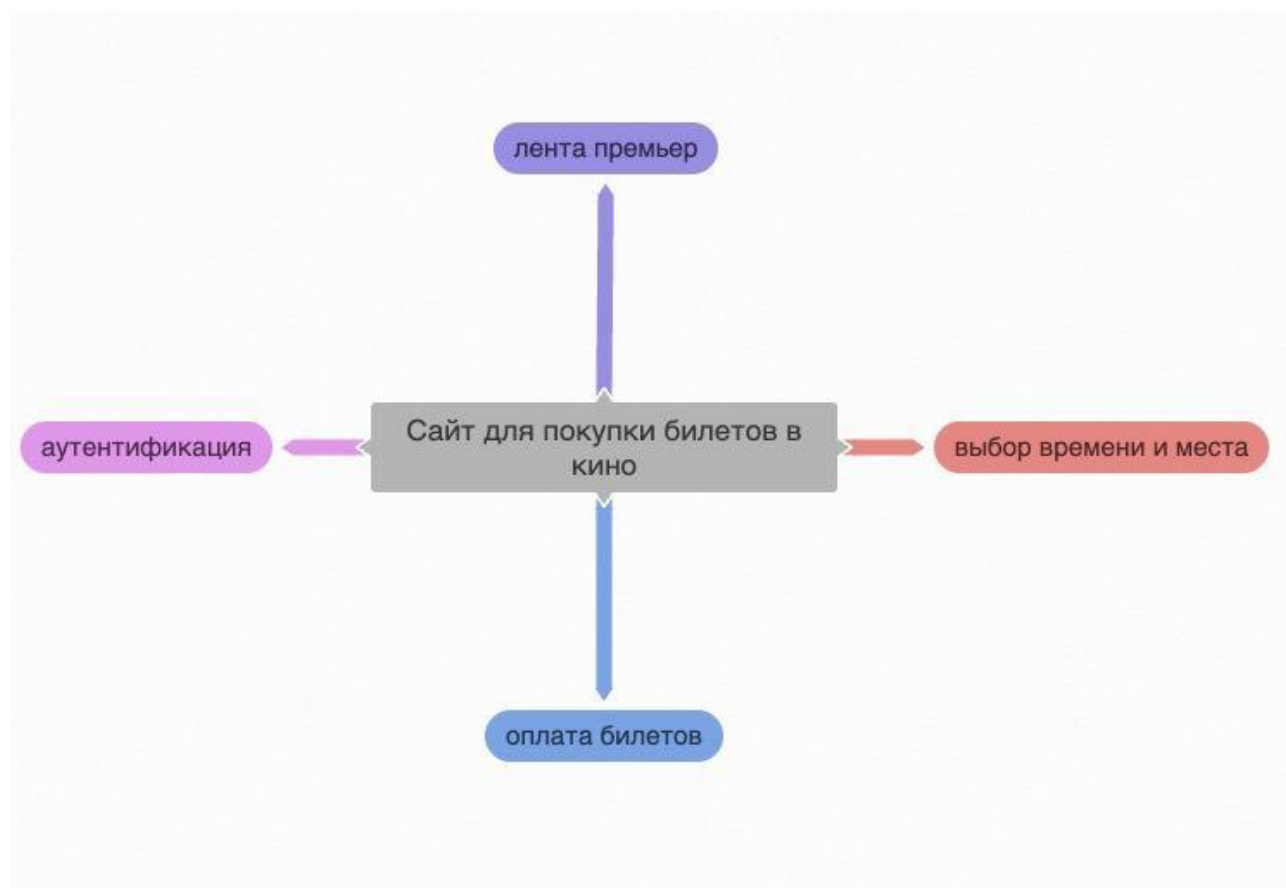 лента премьер
аутентификация
Сайт для покупки билетов в
кино
выбор времени и места
оплата билетов